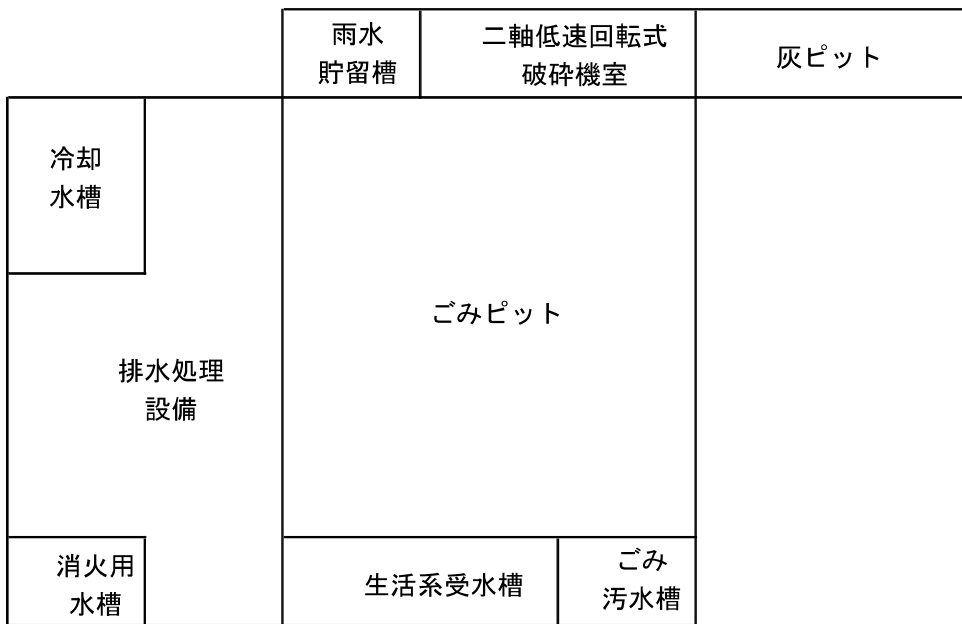 雨水
貯留槽
二軸低速回転式
破砕機室
灰ピット
冷却
水槽
ごみピット
排水処理
設備
消火用
水槽
生活系受水槽
ごみ
汚水槽